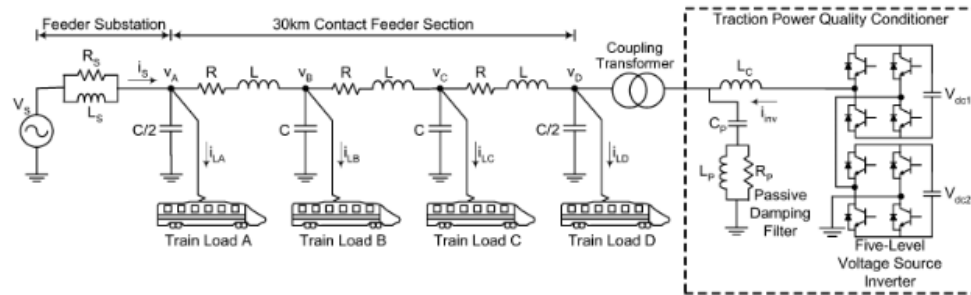 Feeder Substation
30km Contact Feeder Section
Traction Power Quality Conditioner
Coupling
Transformer
R_S
i_S
v_A
R
L
v_B
R
L
v_C
R
L
v_D
L_C
V_S
L_S
C/2
C
C
C/2
C_P
i_inv
V_dc1
i_LA
i_LB
i_LC
i_LD
L_P
R_P
Passive
Damping
Filter
V_dc2
Train Load A
Train Load B
Train Load C
Train Load D
Five-Level
Voltage Source
Inverter